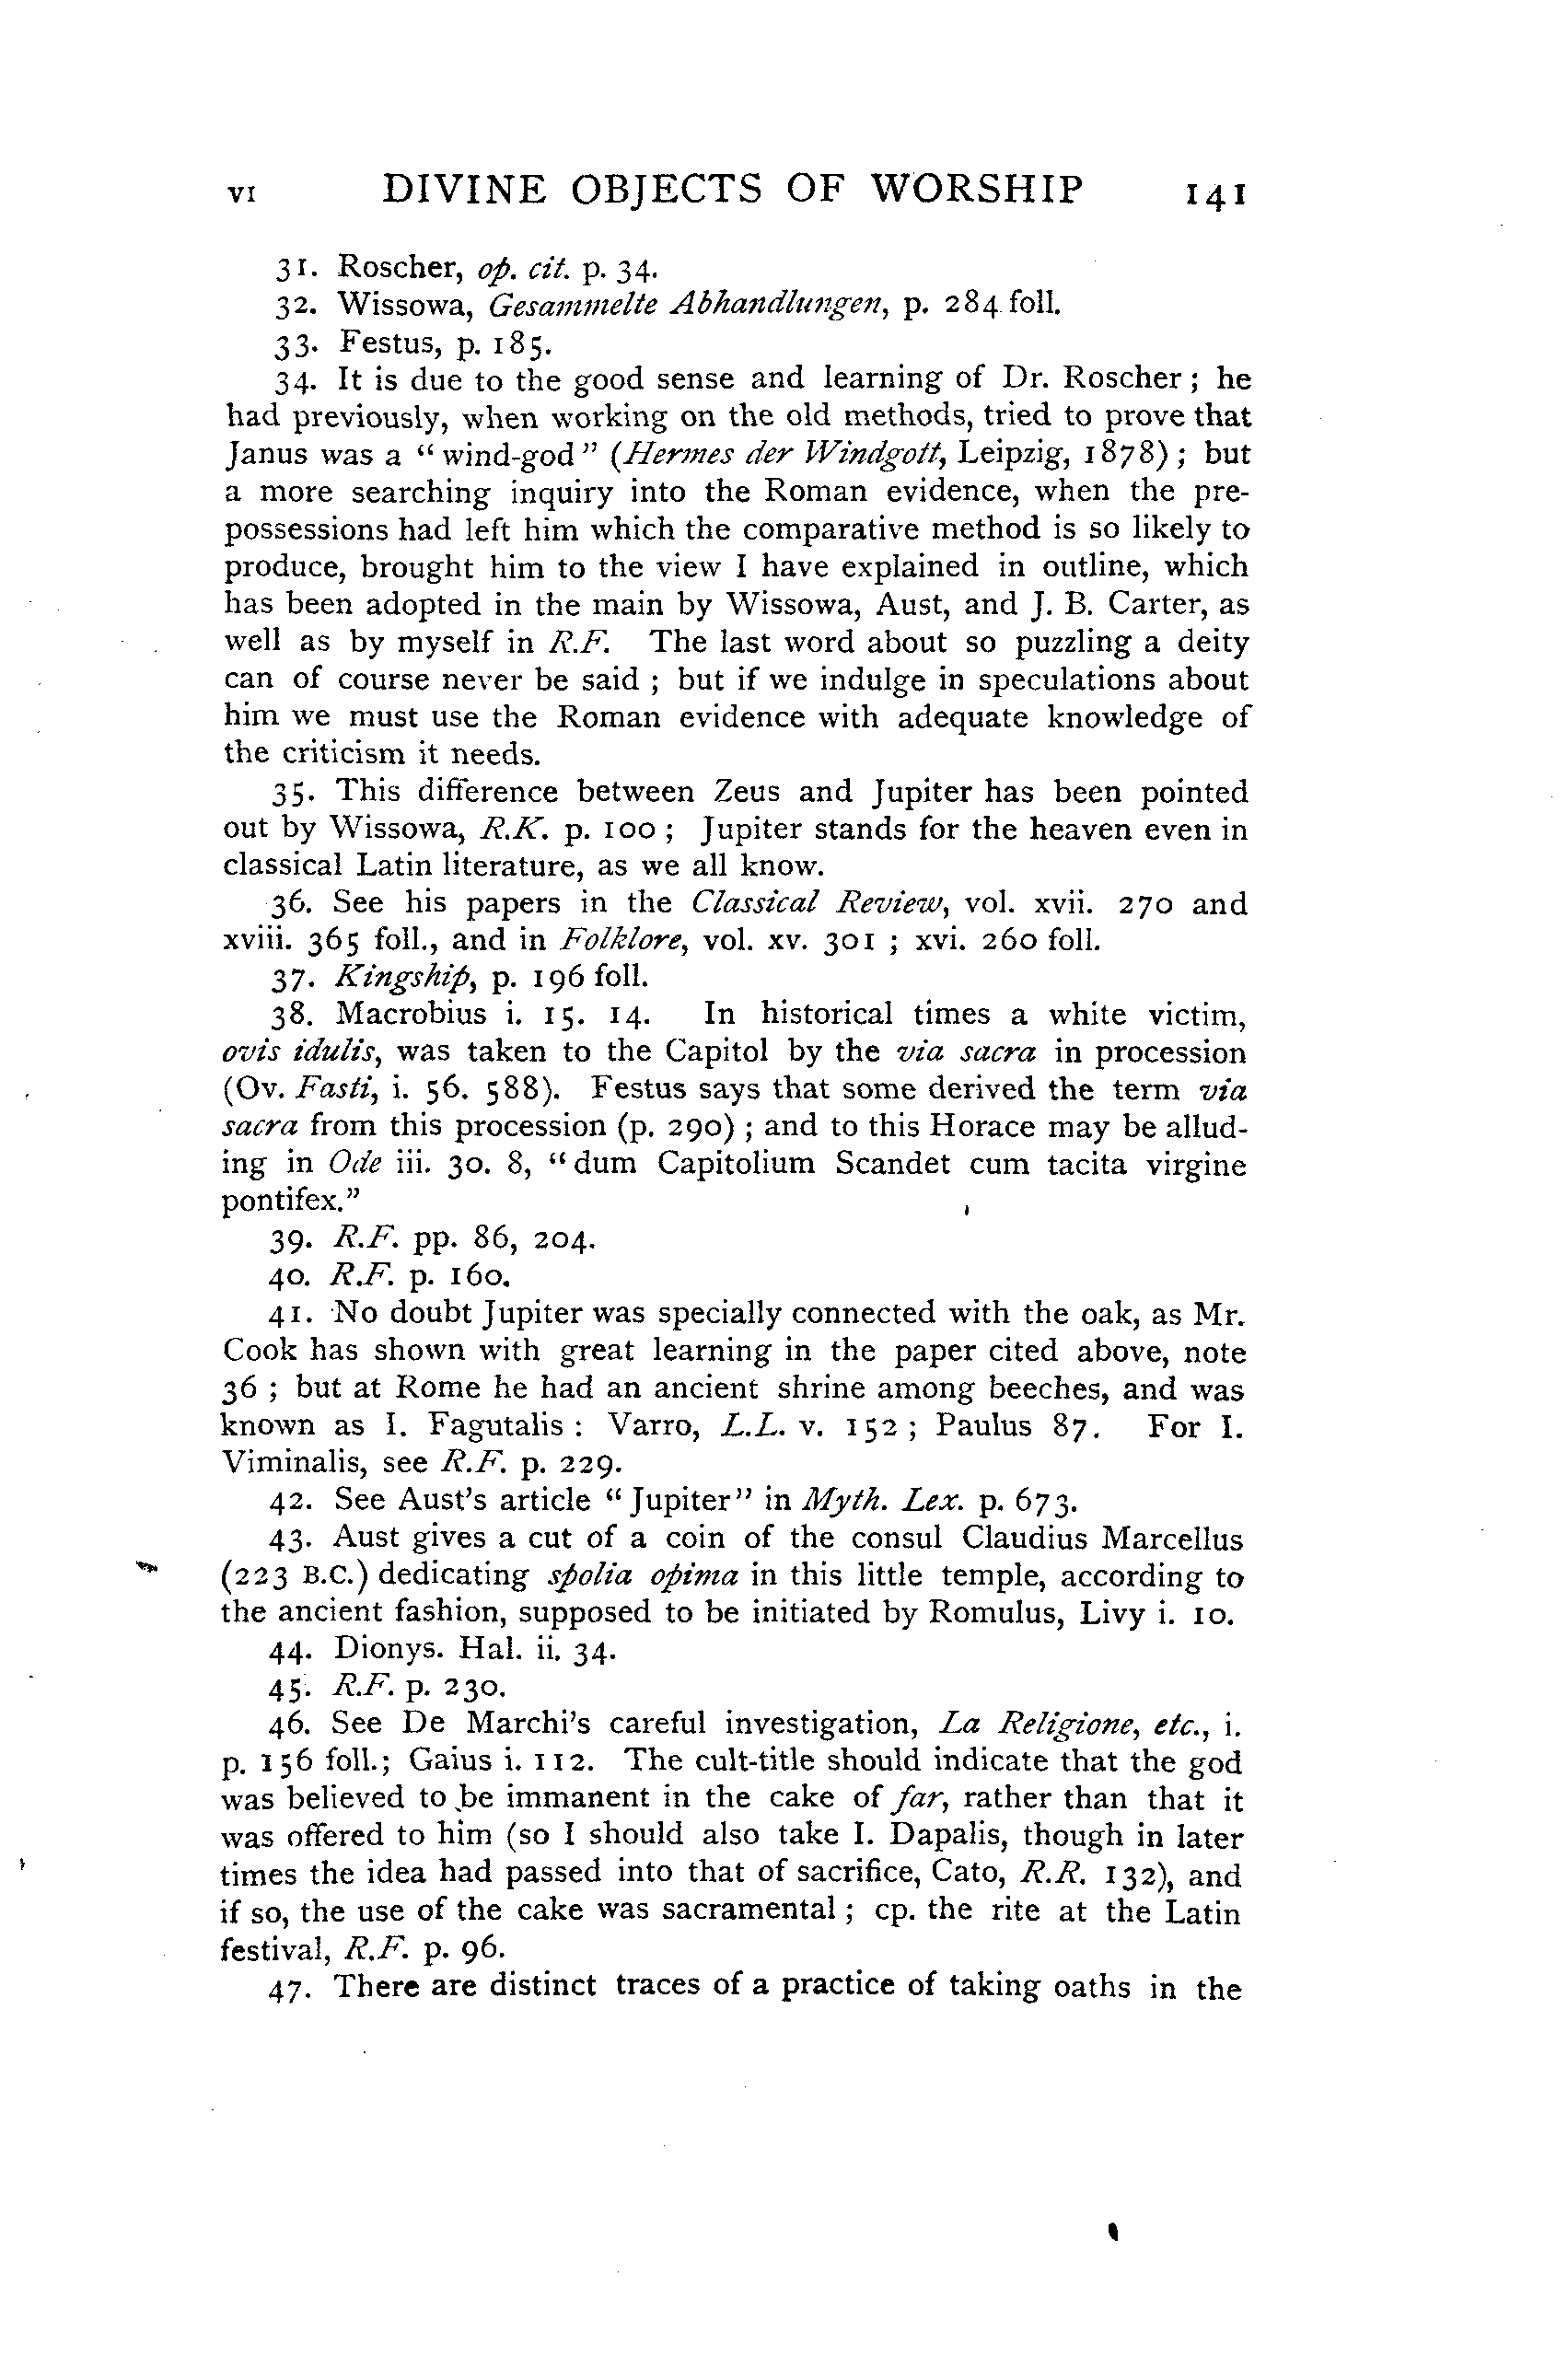 VI DIVINE OBJECTS OF WORSHIP 141
31. Roscher, op. cit. p. 34.
32. Wissowa, Gesammelte Abhandlungen, p. 284 foll.
33. Festus, p. 185.
34. It is due to the good sense and learning of Dr. Roscher ; he
had previously, when working on the old methods, tried to prove that
Janus was a “ wind-god ” (Hermes der Windgott, Leipzig, 1878) ; but
a more searching inquiry into the Roman evidence, when the pre-
possessions had left him which the comparative method is so likely to
produce, brought him to the view I have explained in outline, which
has been adopted in the main by Wissowa, Aust, and J. B. Carter, as
well as by myself in R.F. The last word about so puzzling a deity
can of course never be said ; but if we indulge in speculations about
him we must use the Roman evidence with adequate knowledge of
the criticism it needs.
35. This difference between Zeus and Jupiter has been pointed
out by Wissowa, R.K. p. 100 ; Jupiter stands for the heaven even in
classical Latin literature, as we all know.
36. See his papers in the Classical Review, vol. xvii. 270 and
xviii. 365 foll., and in Folklore, vol. xv. 301 ; xvi. 260 foll.
37. Kingship, p. 196 foll.
38. Macrobius i. 15. 14. In historical times a white victim,
ovis idulis, was taken to the Capitol by the via sacra in procession
(Ov. Fasti, i. 56. 588). Festus says that some derived the term via
sacra from this procession (p. 290) ; and to this Horace may be allud-
ing in Ode iii. 30. 8, “ dum Capitolium Scandet cum tacita virgine
pontifex.”
39. R.F. pp. 86, 204.
40. R.F. p. 160.
41. No doubt Jupiter was specially connected with the oak, as Mr.
Cook has shown with great learning in the paper cited above, note
36 ; but at Rome he had an ancient shrine among beeches, and was
known as I. Fagutalis : Varro, L.L. v. 152 ; Paulus 87. For I.
Viminalis, see R.F. p. 229.
42. See Aust’s article “ Jupiter” in Myth. Lex. p. 673.
43. Aust gives a cut of a coin of the consul Claudius Marcellus
(223 B.C.) dedicating spolia opima in this little temple, according to
the ancient fashion, supposed to be initiated by Romulus, Livy i. 10.
44. Dionys. Hal. ii. 34.
45. R.F. p. 230.
46. See De Marchi’s careful investigation, La Religione, etc., i.
p. 156 foll.; Gaius i. 112. The cult-title should indicate that the god
was believed to be immanent in the cake of far, rather than that it
was offered to him (so I should also take I. Dapalis, though in later
times the idea had passed into that of sacrifice, Cato, R.R. 132), and
if so, the use of the cake was sacramental ; cp. the rite at the Latin
festival, R.F. p. 96.
47. There are distinct traces of a practice of taking oaths in the